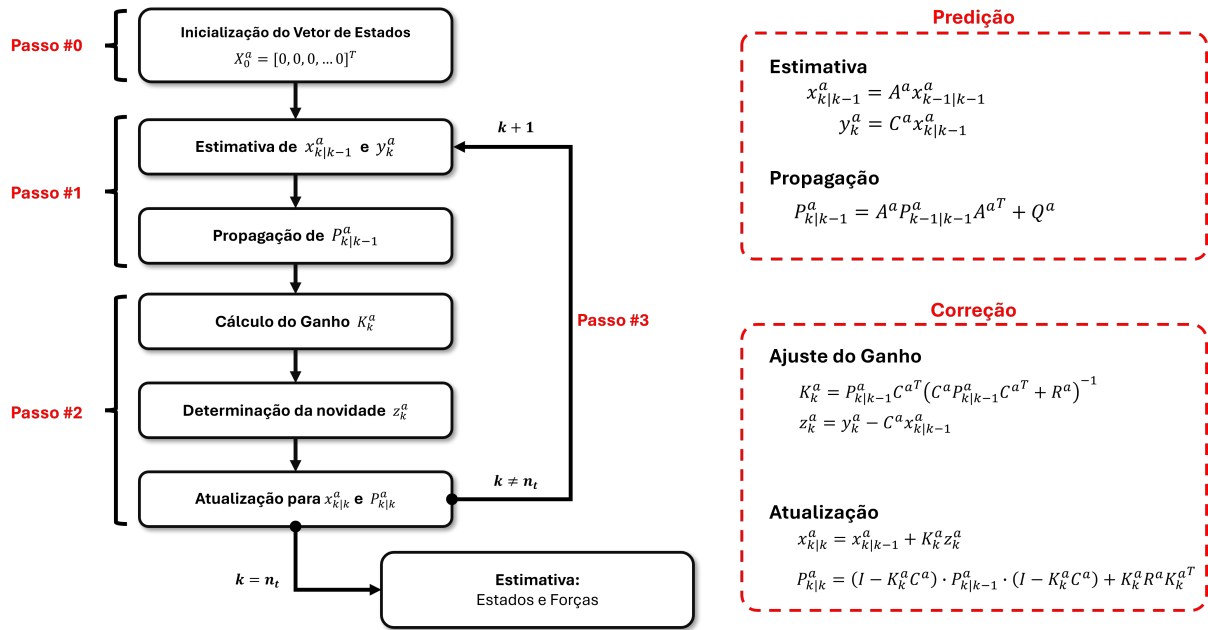 Passo #0
Inicialização do Vetor de Estados
X_0^a = [0, 0, 0, … 0]^T
Passo #1
k + 1
Estimativa de x_{k|k-1}^a e y_k^a
Propagação de P_{k|k-1}^a
Passo #2
Cálculo do Ganho K_k^a
Passo #3
Determinação da novidade z_k^a
Atualização para x_{k|k}^a e P_{k|k}^a
k ≠ n_t
k = n_t
Estimativa:
Estados e Forças
Predição
Estimativa
x_{k|k-1}^a = A^a x_{k-1|k-1}^a
y_k^a = C^a x_{k|k-1}^a
Propagação
P_{k|k-1}^a = A^a P_{k-1|k-1}^a A^{a^T} + Q^a
Correção
Ajuste do Ganho
K_k^a = P_{k|k-1}^a C^{a^T} (C^a P_{k|k-1}^a C^{a^T} + R^a)^{-1}
z_k^a = y_k^a − C^a x_{k|k-1}^a
Atualização
x_{k|k}^a = x_{k|k-1}^a + K_k^a z_k^a
P_{k|k}^a = (I − K_k^a C^a) · P_{k|k-1}^a · (I − K_k^a C^a) + K_k^a R^a K_k^{a^T}